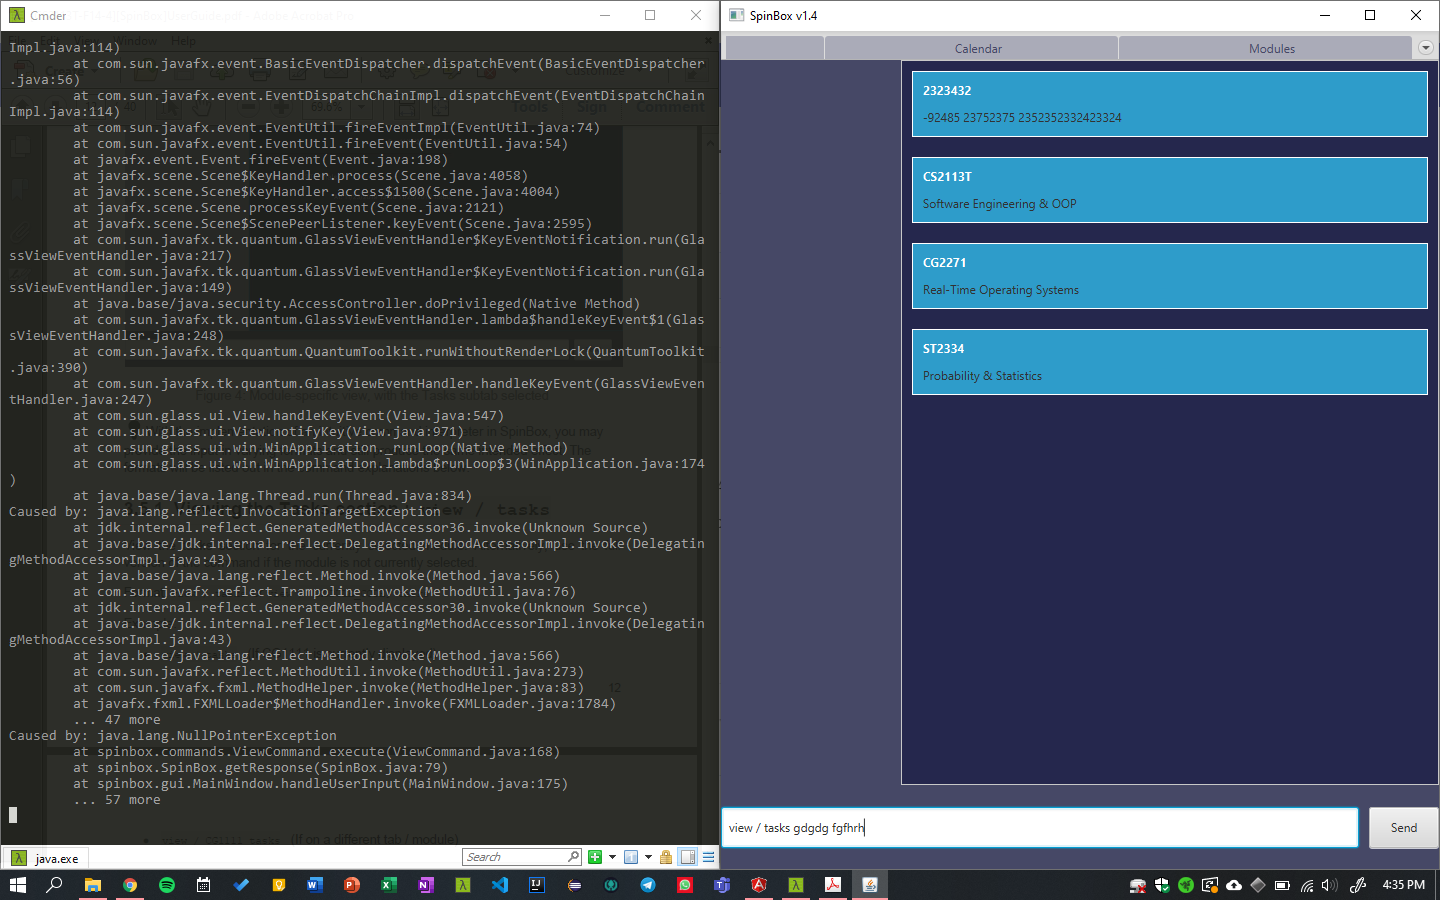 Cmder
Impl.java:114)
at com.sun.javafx.event.BasicEventDispatcher.dispatchEvent(BasicEventDispatcher
.java:56)
at com.sun.javafx.event.EventDispatchChainImpl.dispatchEvent(EventDispatchChain
Impl.java:114)
at com.sun.javafx.event.EventUtil.fireEventImpl(EventUtil.java:74)
at com.sun.javafx.event.EventUtil.fireEvent(EventUtil.java:54)
at javafx.event.Event.fireEvent(Event.java:198)
at javafx.scene.Scene$KeyHandler.process(Scene.java:4058)
at javafx.scene.Scene$KeyHandler.access$1500(Scene.java:4004)
at javafx.scene.Scene.processKeyEvent(Scene.java:2121)
at javafx.scene.Scene$ScenePeerListener.keyEvent(Scene.java:2595)
at com.sun.javafx.tk.quantum.GlassViewEventHandler$KeyEventNotification.run(Gla
ssViewEventHandler.java:217)
at com.sun.javafx.tk.quantum.GlassViewEventHandler$KeyEventNotification.run(Gla
ssViewEventHandler.java:149)
at java.base/java.security.AccessController.doPrivileged(Native Method)
at com.sun.javafx.tk.quantum.GlassViewEventHandler.lambda$handleKeyEvent$1(Glas
sViewEventHandler.java:248)
at com.sun.javafx.tk.quantum.QuantumToolkit.runWithoutRenderLock(QuantumToolkit
.java:390)
at com.sun.javafx.tk.quantum.GlassViewEventHandler.handleKeyEvent(GlassViewEven
tHandler.java:247)
at com.sun.glass.ui.View.handleKeyEvent(View.java:547)
at com.sun.glass.ui.View.notifyKey(View.java:971)
at com.sun.glass.ui.win.WinApplication._runLoop(Native Method)
at com.sun.glass.ui.win.WinApplication.lambda$runLoop$3(WinApplication.java:174
)
at java.base/java.lang.Thread.run(Thread.java:834)
Caused by: java.lang.reflect.InvocationTargetException
at jdk.internal.reflect.GeneratedMethodAccessor36.invoke(Unknown Source)
at java.base/jdk.internal.reflect.DelegatingMethodAccessorImpl.invoke(Delegatin
gMethodAccessorImpl.java:43)
at java.base/java.lang.reflect.Method.invoke(Method.java:566)
at com.sun.javafx.reflect.Trampoline.invoke(MethodUtil.java:76)
at jdk.internal.reflect.GeneratedMethodAccessor30.invoke(Unknown Source)
at java.base/jdk.internal.reflect.DelegatingMethodAccessorImpl.invoke(Delegatin
gMethodAccessorImpl.java:43)
at java.base/java.lang.reflect.Method.invoke(Method.java:566)
at com.sun.javafx.reflect.MethodUtil.invoke(MethodUtil.java:273)
at com.sun.javafx.fxml.MethodHelper.invoke(MethodHelper.java:83)
at javafx.fxml.FXMLLoader$MethodHandler.invoke(FXMLLoader.java:1784)
... 47 more
Caused by: java.lang.NullPointerException
at spinbox.commands.ViewCommand.execute(ViewCommand.java:168)
at spinbox.SpinBox.getResponse(SpinBox.java:79)
at spinbox.gui.MainWindow.handleUserInput(MainWindow.java:175)
... 57 more
java.exe
Search
SpinBox v1.4
Calendar
Modules
2323432
-92485 23752375 2352352332423324
CS2113T
Software Engineering & OOP
CG2271
Real-Time Operating Systems
ST2334
Probability & Statistics
view / tasks gdgdg fgfhrh
Send
4:35 PM